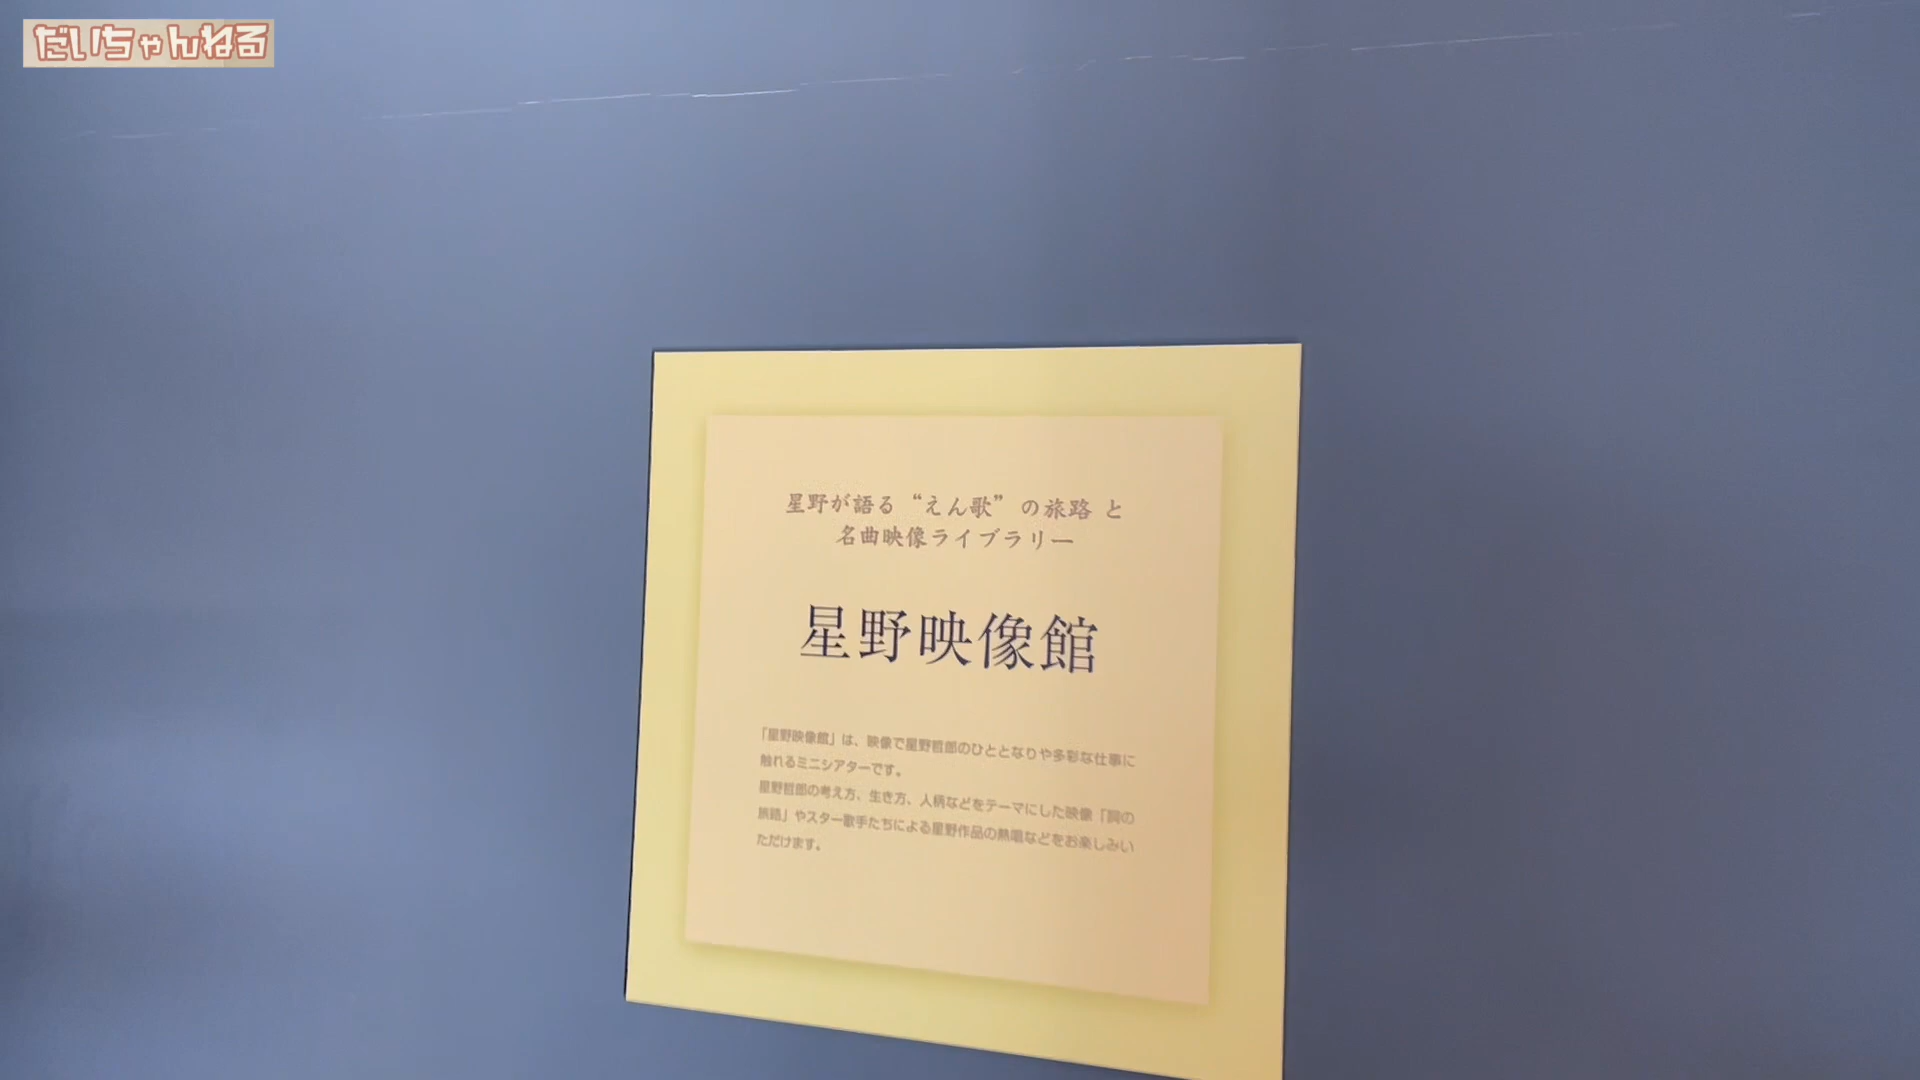 だいちゃんねる
星野が語る“えん歌”の旅路 と
名曲映像ライブラリー
星野映像館
「星野映像館」は、映像で星野哲郎のひととなりや多彩な仕事に
触れるミニシアターです。
星野哲郎の考え方、生き方、人柄などをテーマにした映像「詞の
旅路」やスター歌手たちによる星野作品の熱唱などをお楽しみい
ただけます。